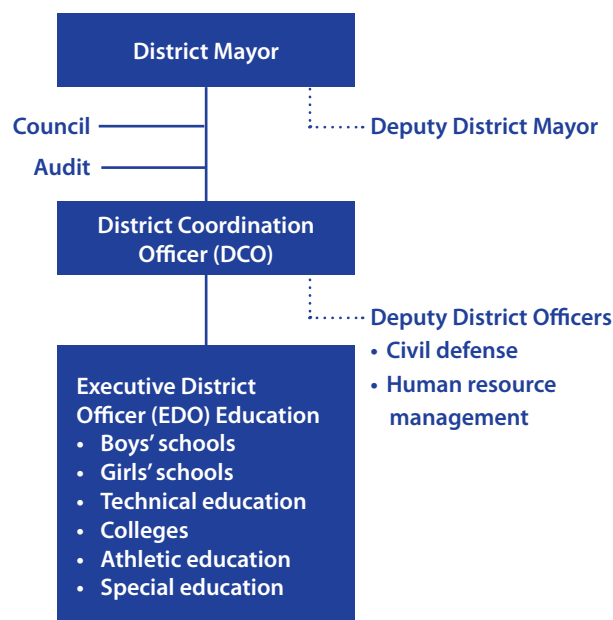 District Mayor
Council
Deputy District Mayor
Audit
District Coordination
Officer (DCO)
Deputy District Officers
• Civil defense
• Human resource
management
Executive District
Officer (EDO) Education
• Boys’ schools
• Girls’ schools
• Technical education
• Colleges
• Athletic education
• Special education